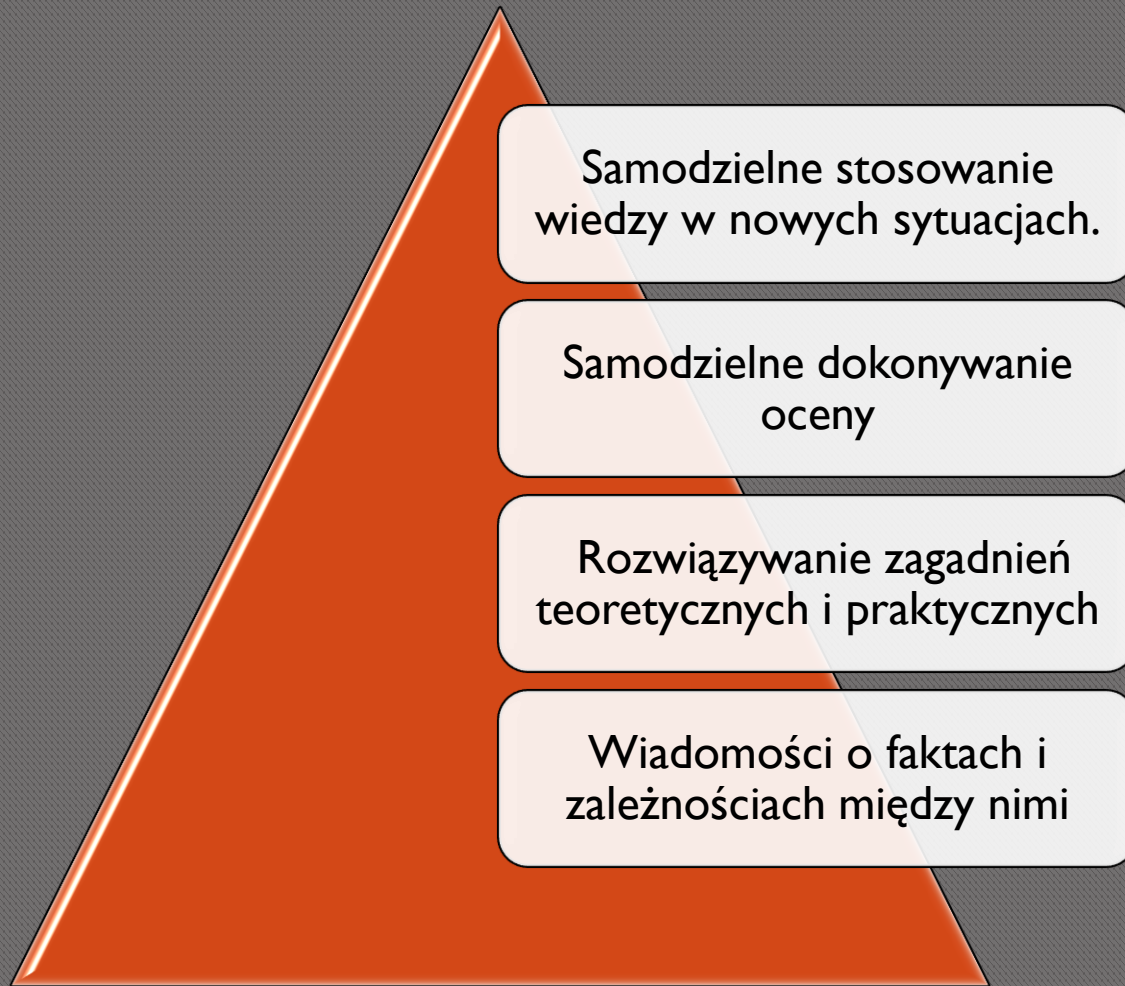 Samodzielne stosowanie
wiedzy w nowych sytuacjach.
Samodzielne dokonywanie
oceny
Rozwiązywanie zagadnień
teoretycznych i praktycznych
Wiadomości o faktach i
zależnościach między nimi